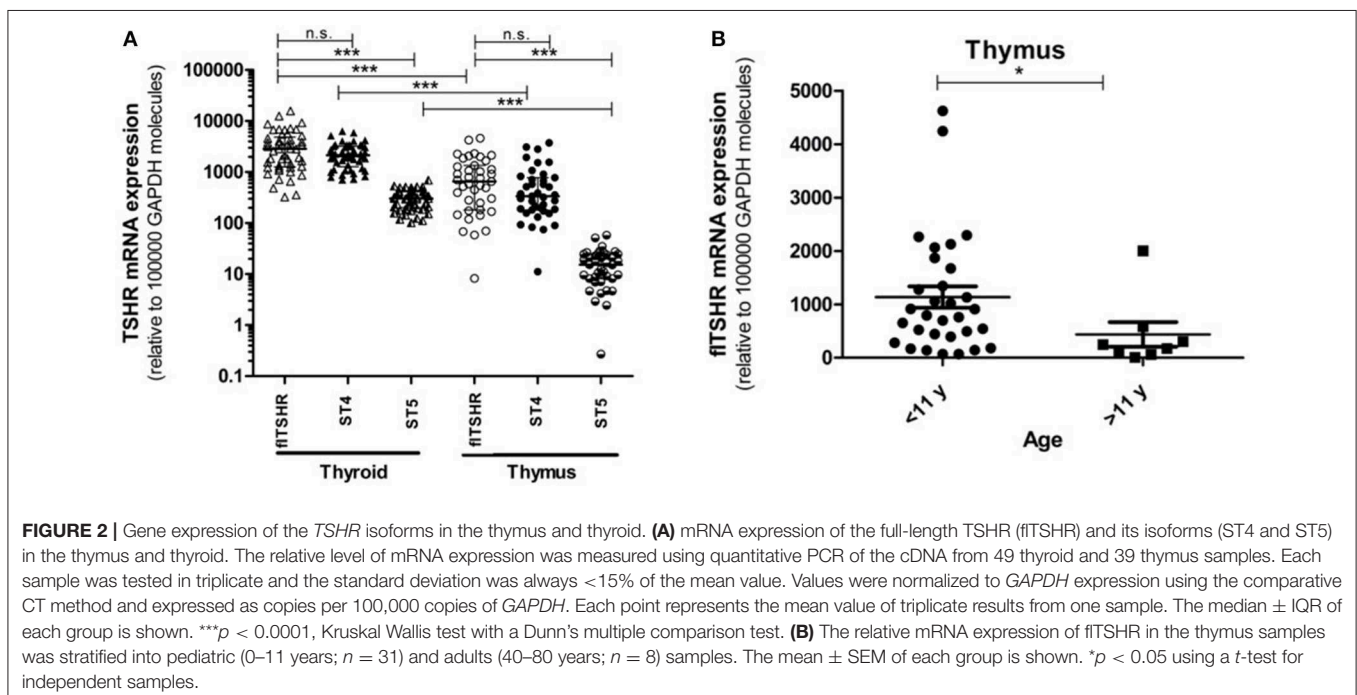 A
n.s.
n.s.
***
***
***
***
***
100000
10000
1000
100
10
1
0.1
TSHR mRNA expression
(relative to 100000 GAPDH molecules)
flTSHR
ST4
ST5
flTSHR
ST4
ST5
Thyroid
Thymus
B
Thymus
*
5000
4000
3000
2000
1000
0
flTSHR mRNA expression
(relative to 100000 GAPDH molecules)
<11 y
>11 y
Age
FIGURE 2 | Gene expression of the TSHR isoforms in the thymus and thyroid. (A) mRNA expression of the full-length TSHR (flTSHR) and its isoforms (ST4 and ST5)
in the thymus and thyroid. The relative level of mRNA expression was measured using quantitative PCR of the cDNA from 49 thyroid and 39 thymus samples. Each
sample was tested in triplicate and the standard deviation was always <15% of the mean value. Values were normalized to GAPDH expression using the comparative
CT method and expressed as copies per 100,000 copies of GAPDH. Each point represents the mean value of triplicate results from one sample. The median ± IQR of
each group is shown. ***p < 0.0001, Kruskal Wallis test with a Dunn's multiple comparison test. (B) The relative mRNA expression of flTSHR in the thymus samples
was stratified into pediatric (0–11 years; n = 31) and adults (40–80 years; n = 8) samples. The mean ± SEM of each group is shown. *p < 0.05 using a t-test for
independent samples.